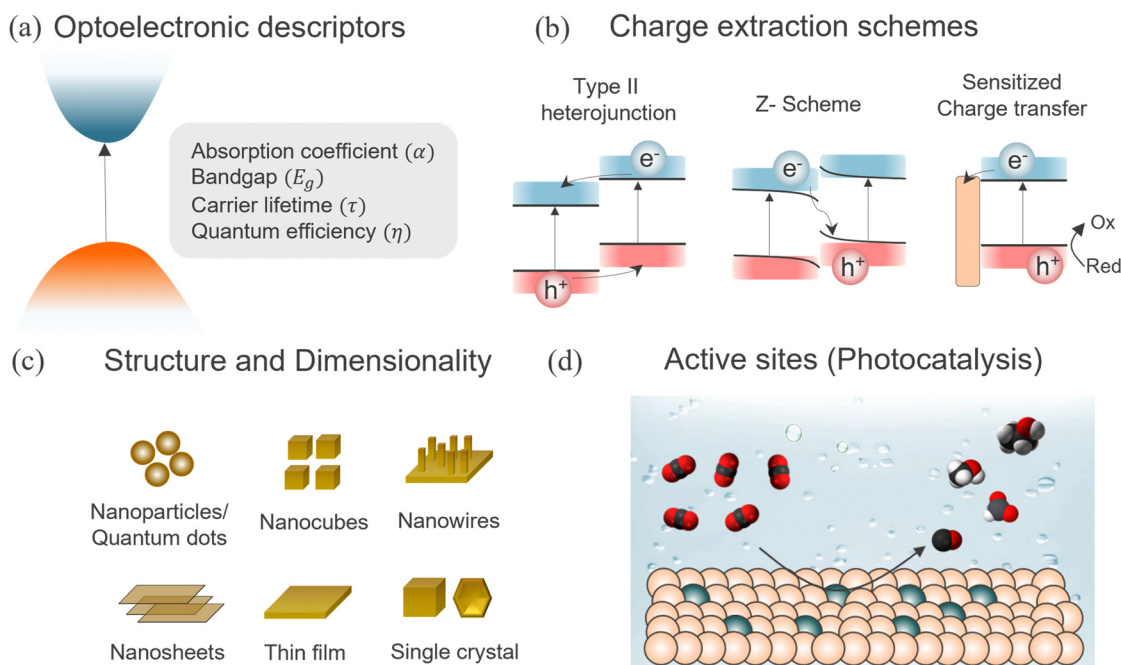 (a) Optoelectronic descriptors
Absorption coefficient (α)
Bandgap (E_g)
Carrier lifetime (τ)
Quantum efficiency (η)
(b) Charge extraction schemes
Type II
heterojunction
e⁻
h⁺
Z- Scheme
e⁻
h⁺
Sensitized
Charge transfer
e⁻
h⁺
Ox
Red
(c) Structure and Dimensionality
Nanoparticles/
Quantum dots
Nanocubes
Nanowires
Nanosheets
Thin film
Single crystal
(d) Active sites (Photocatalysis)